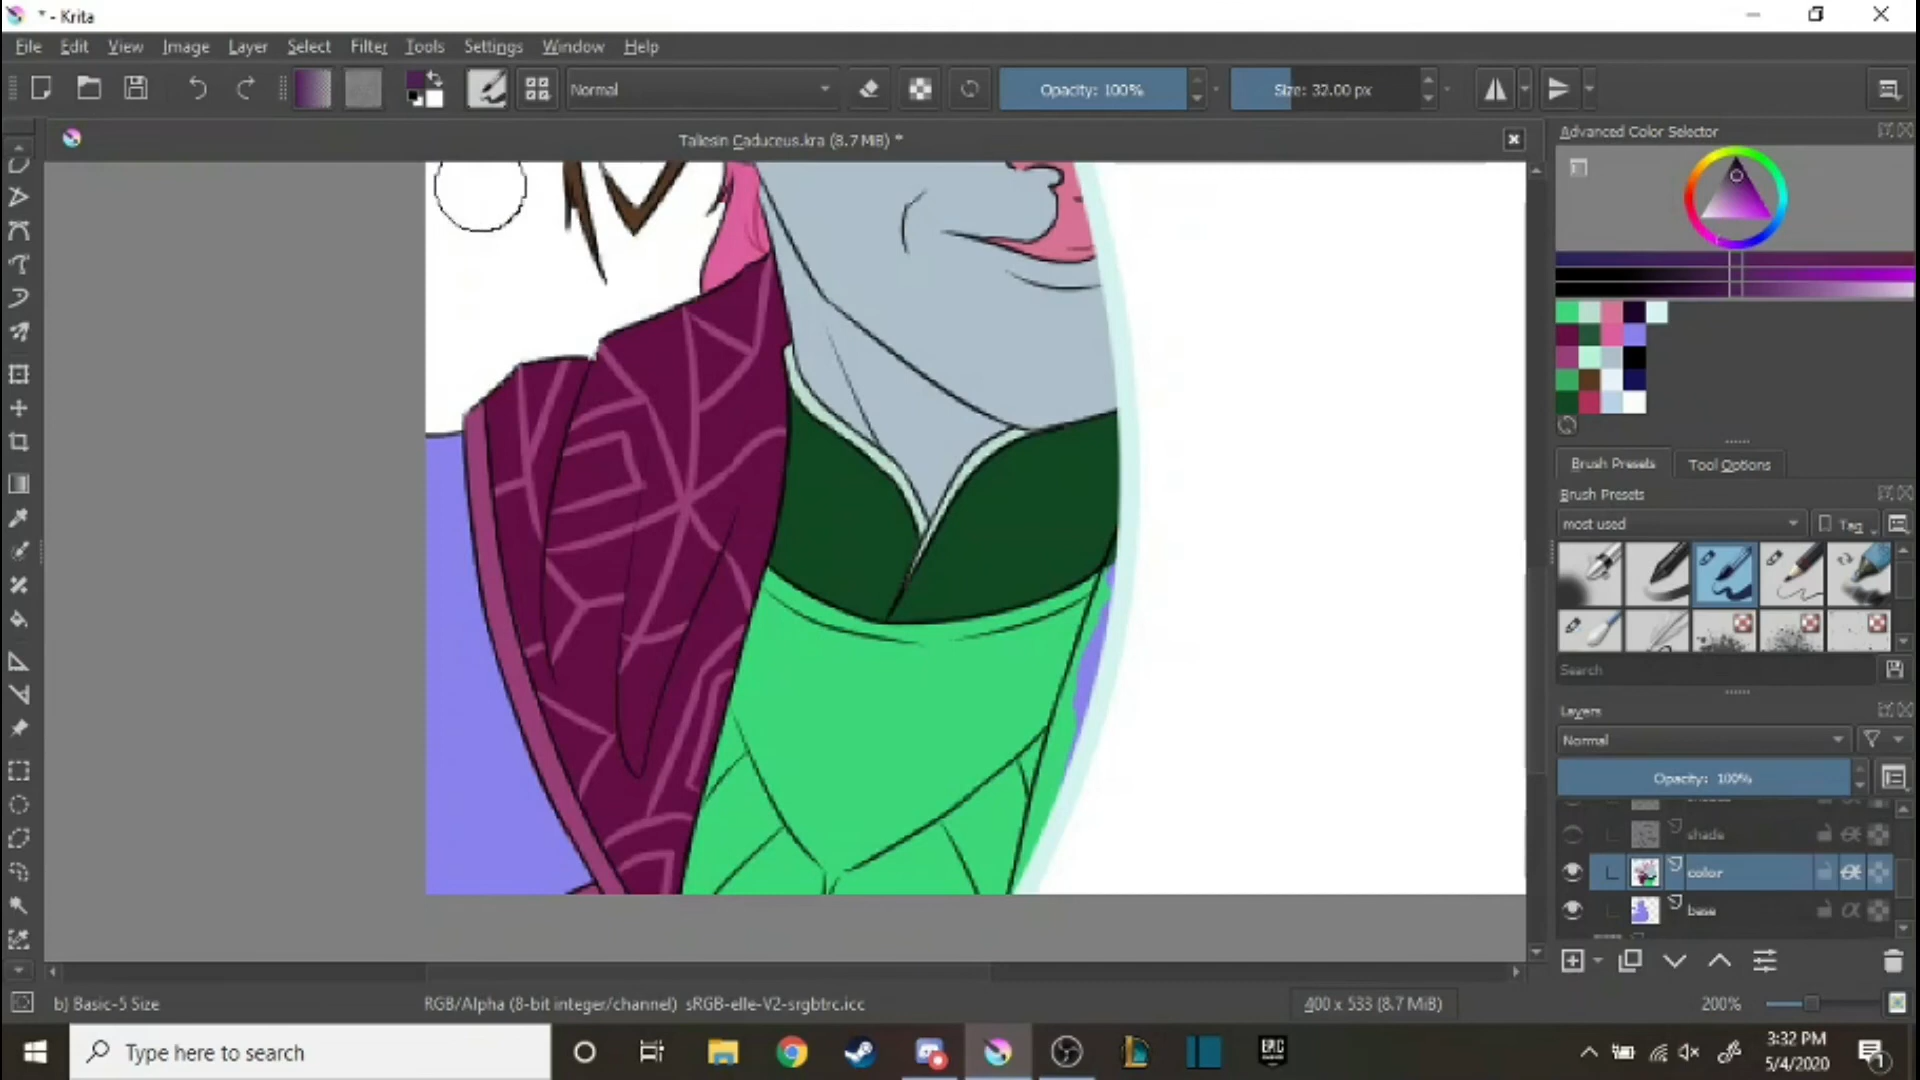 * - Krita
File Edit View Image Layer Select Filter Tools Settings Window Help
Normal
Opacity: 100%
Size: 32.00 px
Taliesin Caduceus.kra (8.7 MiB) *
Advanced Color Selector
Brush Presets
Tool Options
Brush Presets
most used
Tag
Search
Layers
Normal
Opacity: 100%
shade
color
base
b) Basic-5 Size
RGB/Alpha (8-bit integer/channel) sRGB-elle-V2-srgbtrc.icc
400 x 533 (8.7 MiB)
200%
Type here to search
EPIC
GAMES
3:32 PM
5/4/2020
1